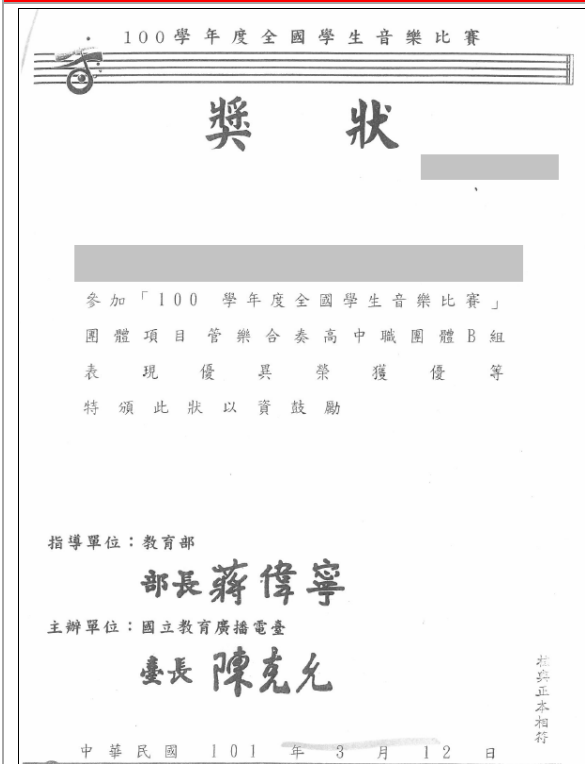 100學年度全國學生音樂比賽
獎狀
參加「100 學年度全國學生音樂比賽」
團體項目管樂合奏高中職團體B組
表現優異榮獲優等
特頒此狀以資鼓勵
指導單位：教育部
部長蔣偉寧
主辦單位：國立教育廣播電臺
臺長陳克允
與正本相符
中華民國 101 年 3 月 12 日